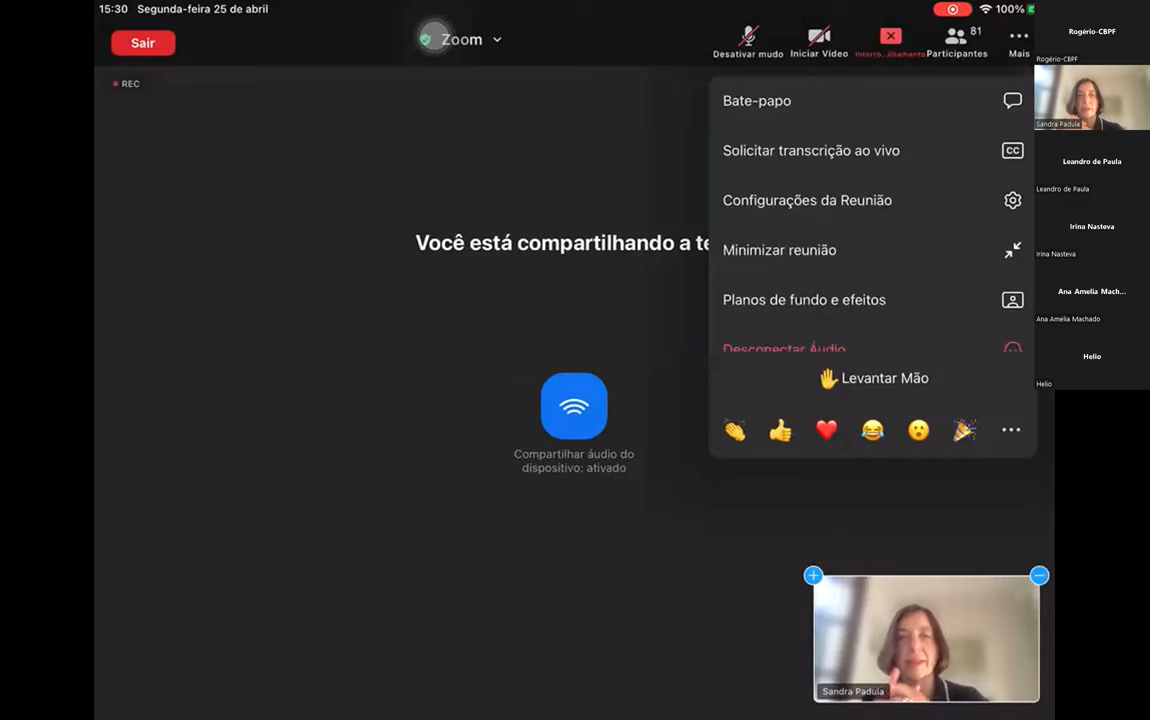 15:30 Segunda-feira 25 de abril
100%
Sair
Zoom
Desativar mudo
Iniciar Vídeo
Interro...ilhamento
Participantes
81
Mais
REC
Bate-papo
Solicitar transcrição ao vivo
CC
Configurações da Reunião
Minimizar reunião
Planos de fundo e efeitos
Desconectar Áudio
Levantar Mão
Você está compartilhando a te
Compartilhar áudio do
dispositivo: ativado
Sandra Padula
Rogério-CBPF
Rogério-CBPF
Sandra Padula
Leandro de Paula
Leandro de Paula
Irina Nasteva
Irina Nasteva
Ana Amelia Mach...
Ana Amelia Machado
Helio
Helio